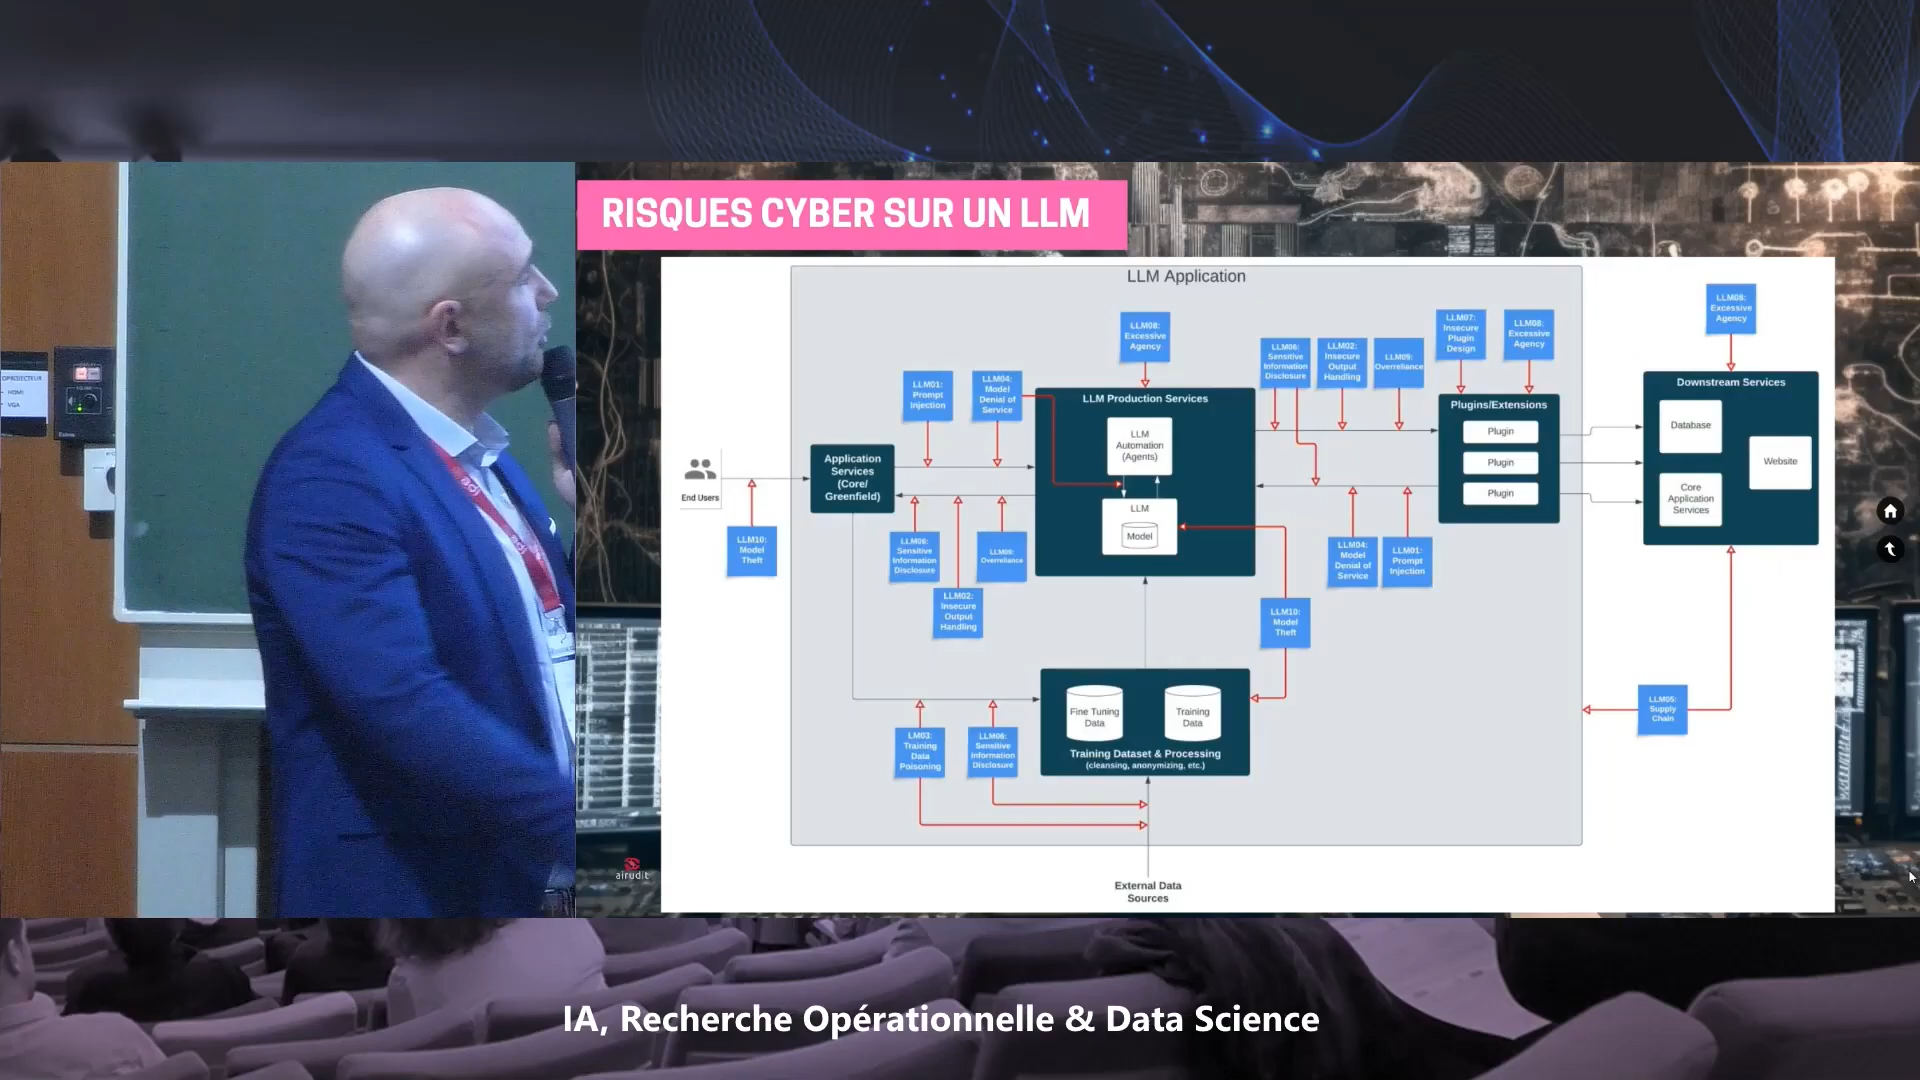 RISQUES CYBER SUR UN LLM
LLM Application
LLM08:
Excessive
Agency
LLM08:
Excessive
Agency
LLM07:
Insecure
Plugin
Design
LLM08:
Excessive
Agency
LLM06:
Sensitive
Information
Disclosure
LLM02:
Insecure
Output
Handling
LLM09:
Overreliance
LLM01:
Prompt
Injection
LLM04:
Model
Denial of
Service
LLM Production Services
LLM
Automation
(Agents)
LLM
Model
Plugins/Extensions
Plugin
Plugin
Plugin
Downstream Services
Database
Website
Core
Application
Services
Application
Services
(Core/
Greenfield)
End Users
LLM10:
Model
Theft
LLM06:
Sensitive
Information
Disclosure
LLM09:
Overreliance
LLM02:
Insecure
Output
Handling
LLM04:
Model
Denial of
Service
LLM01:
Prompt
Injection
LLM10:
Model
Theft
Fine Tuning
Data
Training
Data
Training Dataset & Processing
(cleansing, anonymizing, etc.)
LM03:
Training
Data
Poisoning
LLM06:
Sensitive
Information
Disclosure
LLM05:
Supply
Chain
External Data
Sources
airudit
HDMI
VGA
IA, Recherche Opérationnelle & Data Science